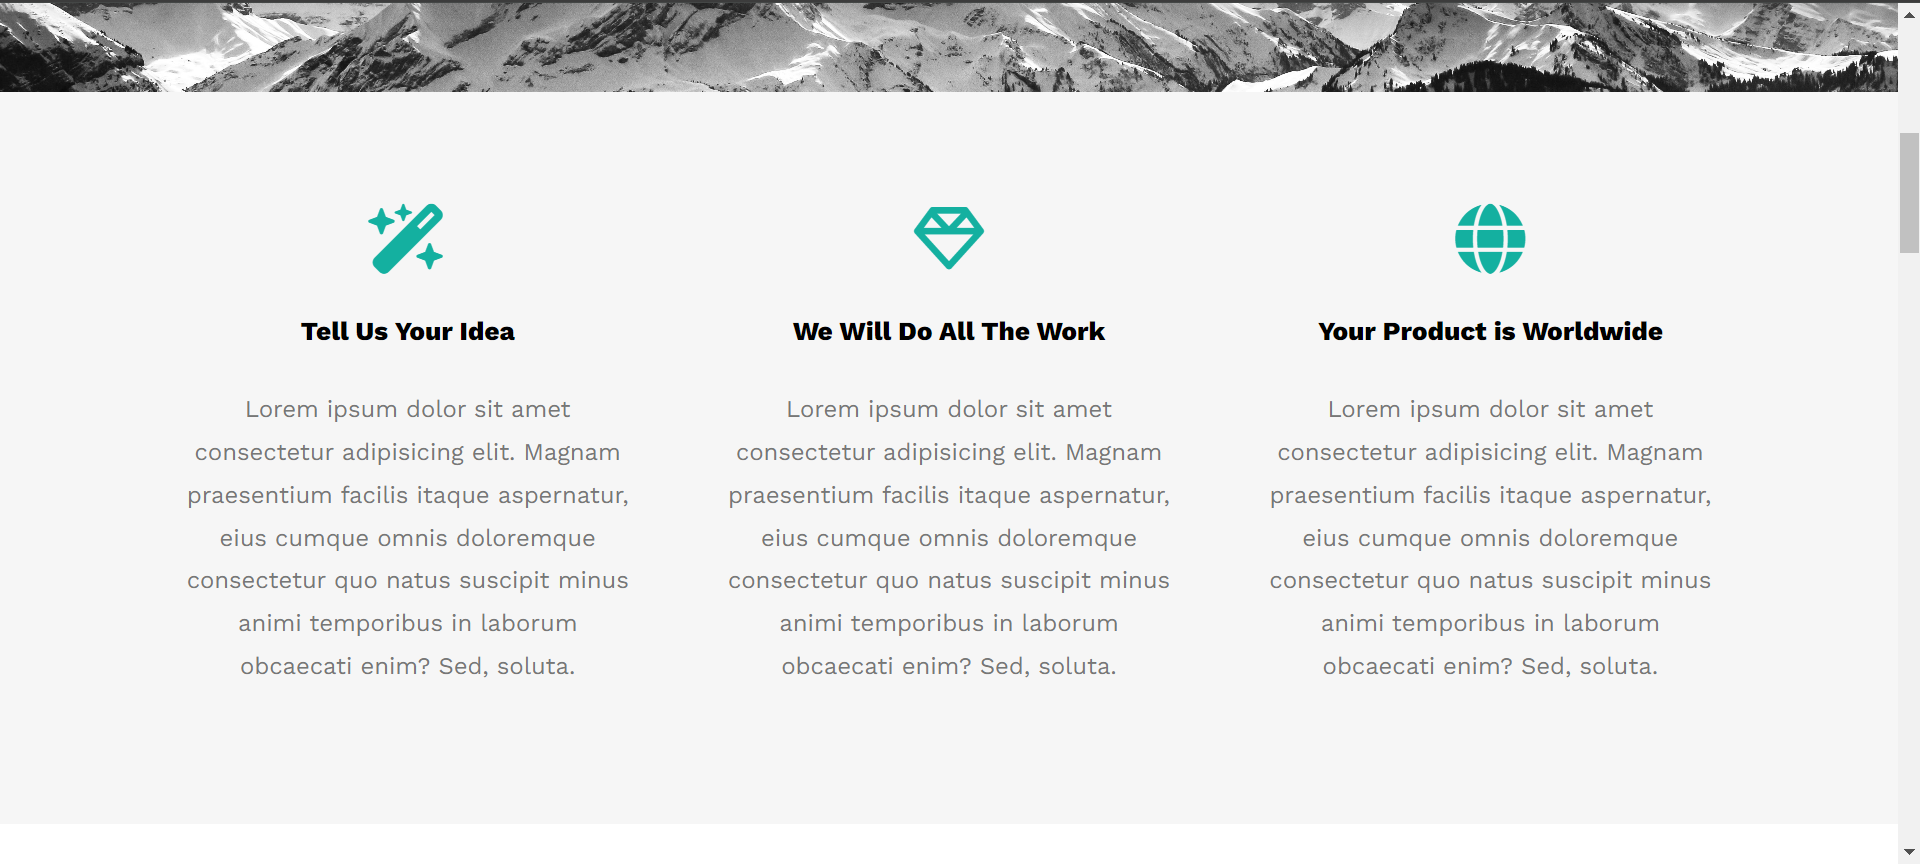 Tell Us Your Idea
Lorem ipsum dolor sit amet
consectetur adipisicing elit. Magnam
praesentium facilis itaque aspernatur,
eius cumque omnis doloremque
consectetur quo natus suscipit minus
animi temporibus in laborum
obcaecati enim? Sed, soluta.
We Will Do All The Work
Lorem ipsum dolor sit amet
consectetur adipisicing elit. Magnam
praesentium facilis itaque aspernatur,
eius cumque omnis doloremque
consectetur quo natus suscipit minus
animi temporibus in laborum
obcaecati enim? Sed, soluta.
Your Product is Worldwide
Lorem ipsum dolor sit amet
consectetur adipisicing elit. Magnam
praesentium facilis itaque aspernatur,
eius cumque omnis doloremque
consectetur quo natus suscipit minus
animi temporibus in laborum
obcaecati enim? Sed, soluta.